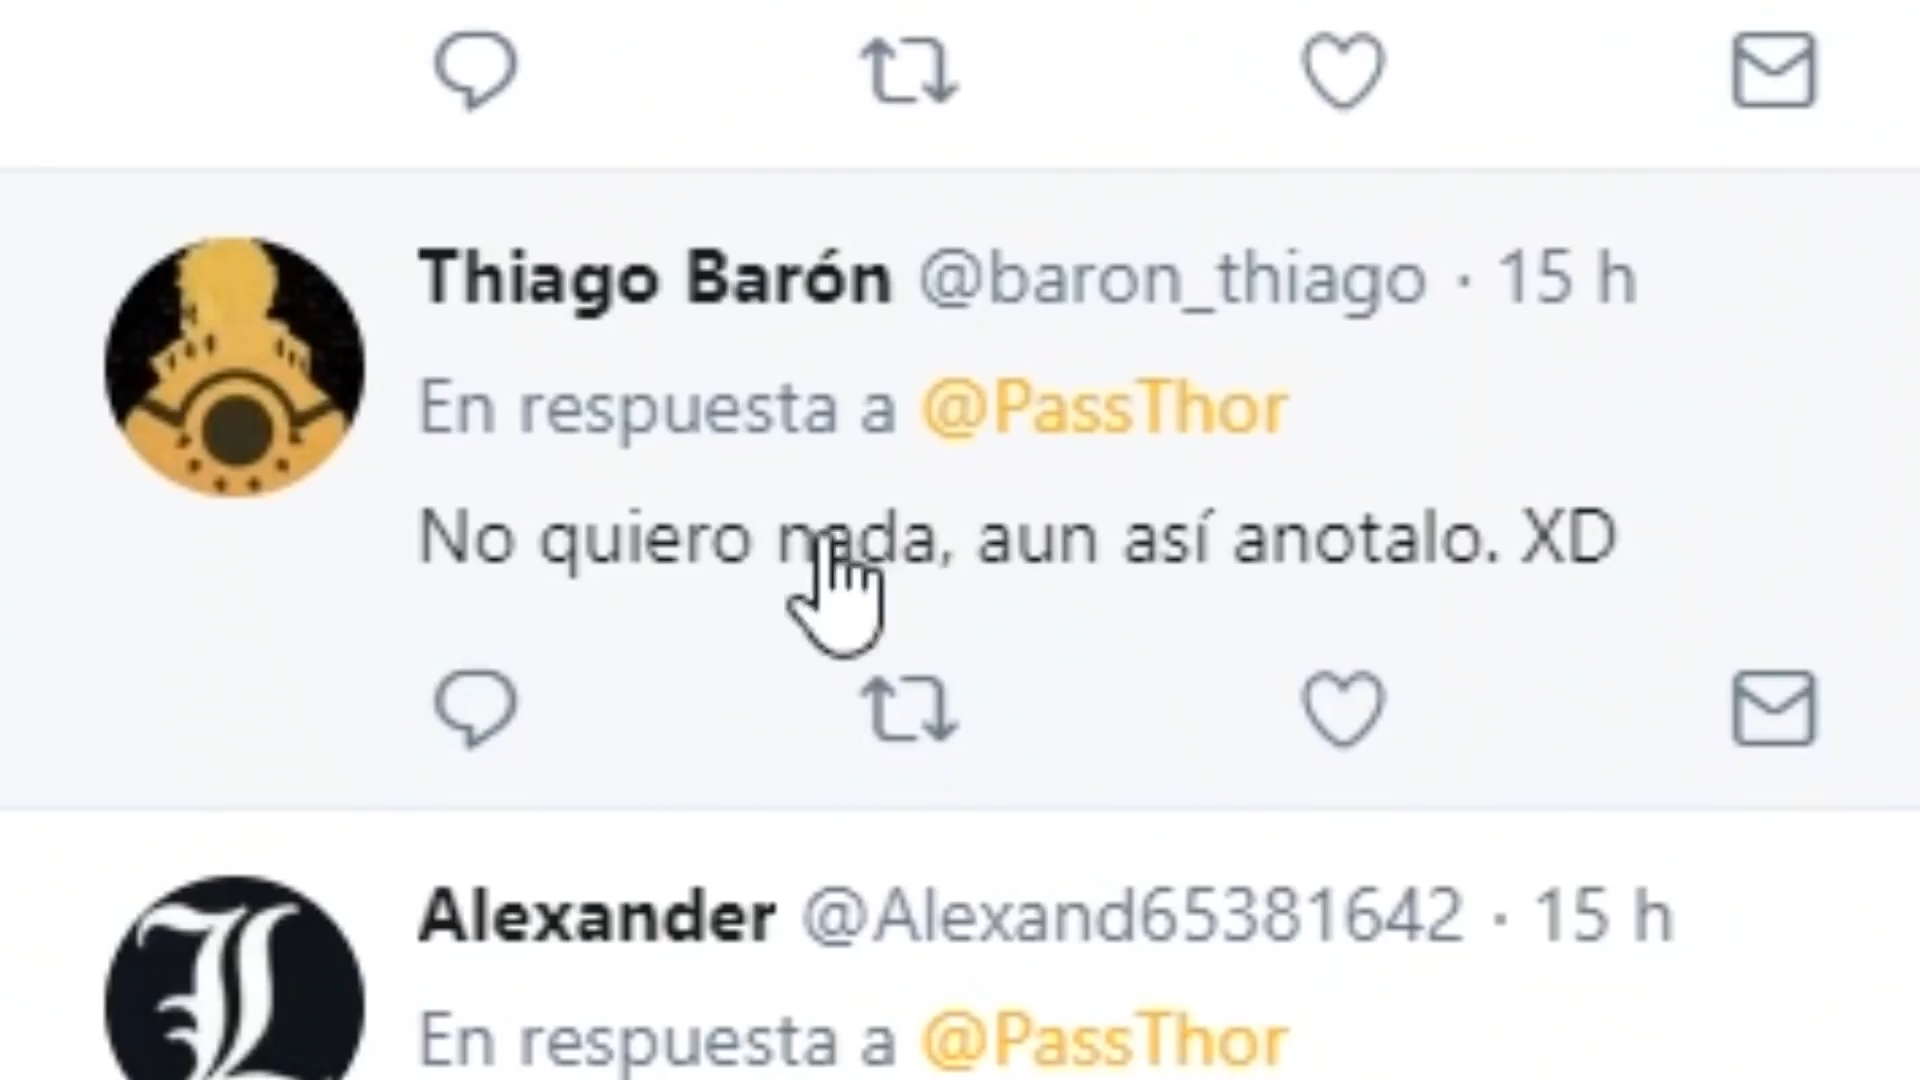 Thiago Barón @baron_thiago · 15 h
En respuesta a @PassThor
No quiero nada, aun así anotalo. XD
Alexander @Alexand65381642 · 15 h
L
En respuesta a @PassThor